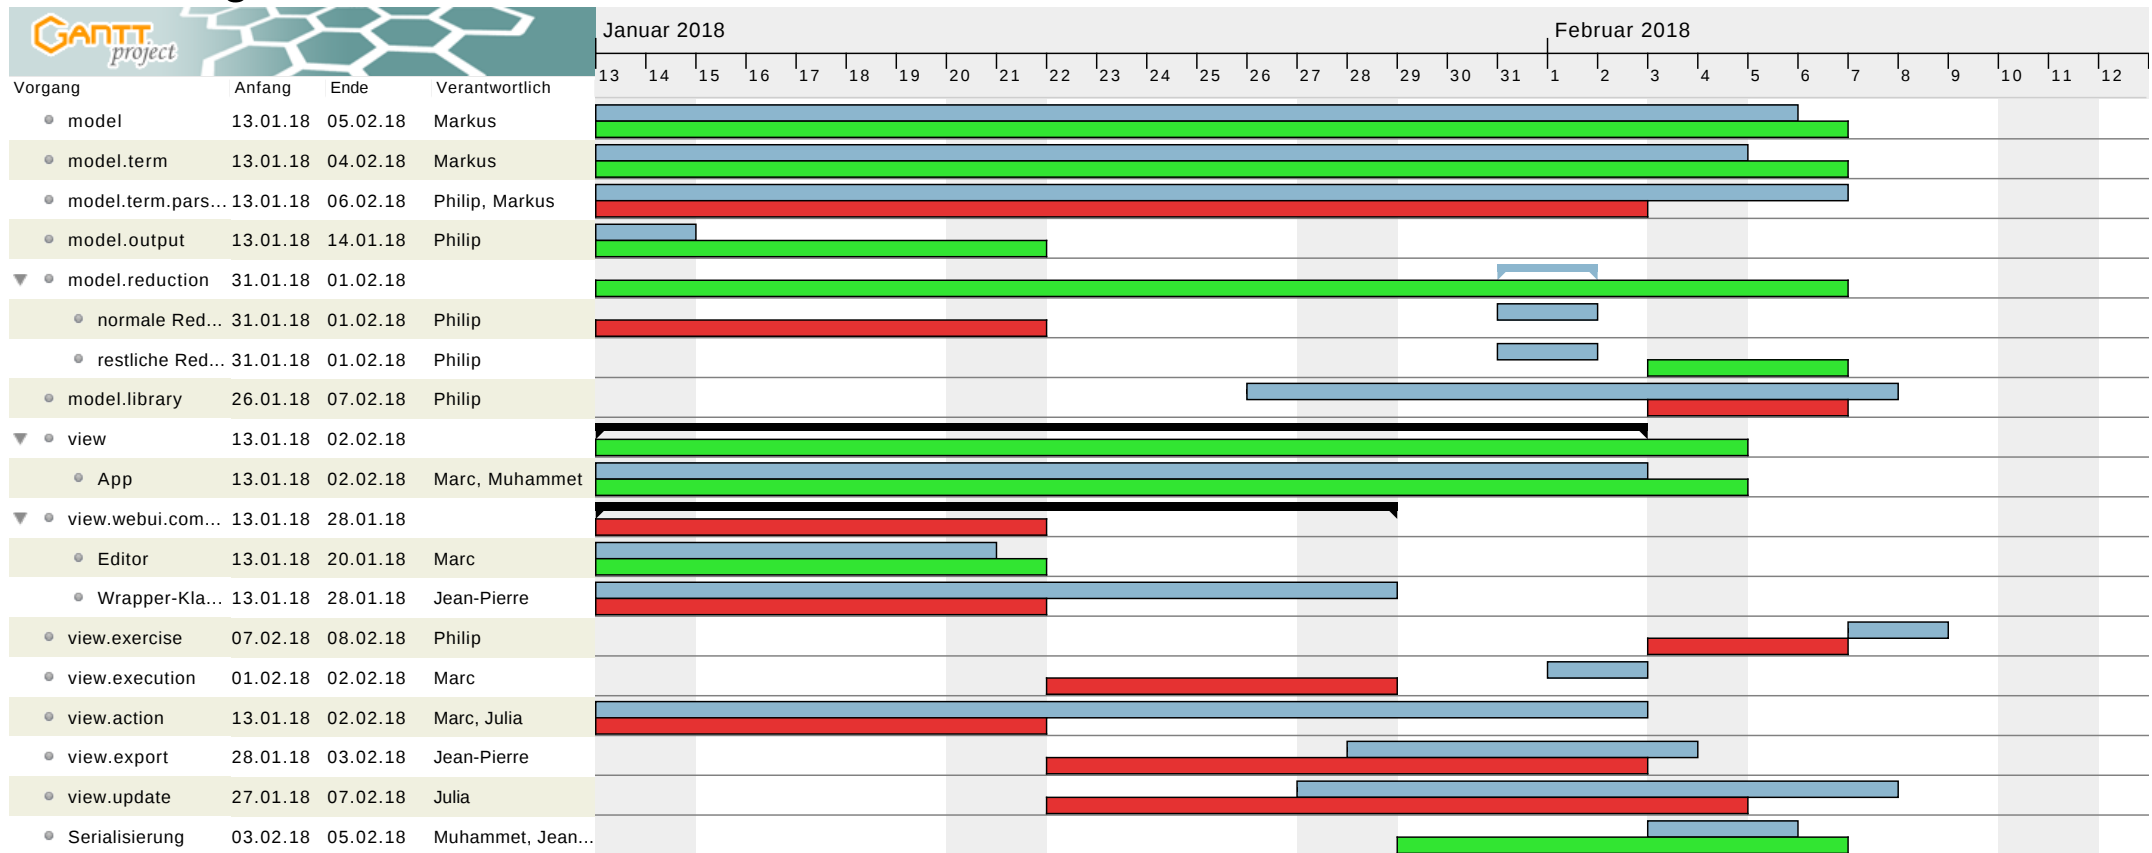 GANTT
project
Januar 2018
Februar 2018
13 14 15 16 17 18 19 20 21 22 23 24 25 26 27 28 29 30 31 1 2 3 4 5 6 7 8 9 10 11 12
Vorgang Anfang Ende Verantwortlich
model 13.01.18 05.02.18 Markus
model.term 13.01.18 04.02.18 Markus
model.term.pars... 13.01.18 06.02.18 Philip, Markus
model.output 13.01.18 14.01.18 Philip
model.reduction 31.01.18 01.02.18
normale Red... 31.01.18 01.02.18 Philip
restliche Red... 31.01.18 01.02.18 Philip
model.library 26.01.18 07.02.18 Philip
view 13.01.18 02.02.18
App 13.01.18 02.02.18 Marc, Muhammet
view.webui.com... 13.01.18 28.01.18
Editor 13.01.18 20.01.18 Marc
Wrapper-Kla... 13.01.18 28.01.18 Jean-Pierre
view.exercise 07.02.18 08.02.18 Philip
view.execution 01.02.18 02.02.18 Marc
view.action 13.01.18 02.02.18 Marc, Julia
view.export 28.01.18 03.02.18 Jean-Pierre
view.update 27.01.18 07.02.18 Julia
Serialisierung 03.02.18 05.02.18 Muhammet, Jean...